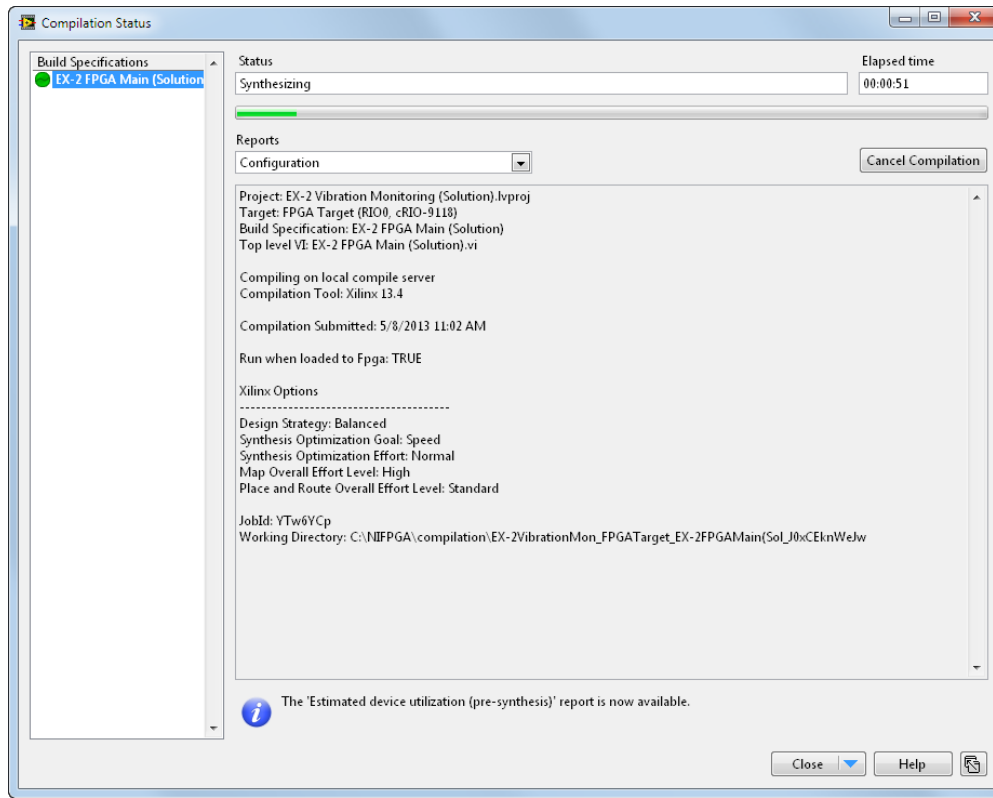 Compilation Status
Build Specifications
EX-2 FPGA Main (Solution
Status
Elapsed time
Synthesizing
00:00:51
Reports
Configuration
Cancel Compilation
Project: EX-2 Vibration Monitoring (Solution).lvproj
Target: FPGA Target (RIO0, cRIO-9118)
Build Specification: EX-2 FPGA Main (Solution)
Top level VI: EX-2 FPGA Main (Solution).vi
Compiling on local compile server
Compilation Tool: Xilinx 13.4
Compilation Submitted: 5/8/2013 11:02 AM
Run when loaded to Fpga: TRUE
Xilinx Options
---------------------------------------
Design Strategy: Balanced
Synthesis Optimization Goal: Speed
Synthesis Optimization Effort: Normal
Map Overall Effort Level: High
Place and Route Overall Effort Level: Standard
JobId: YTw6YCp
Working Directory: C:\NIFPGA\compilation\EX-2VibrationMon_FPGATarget_EX-2FPGAMain(Sol_J0xCEknWeJw
The 'Estimated device utilization (pre-synthesis)' report is now available.
Close
Help